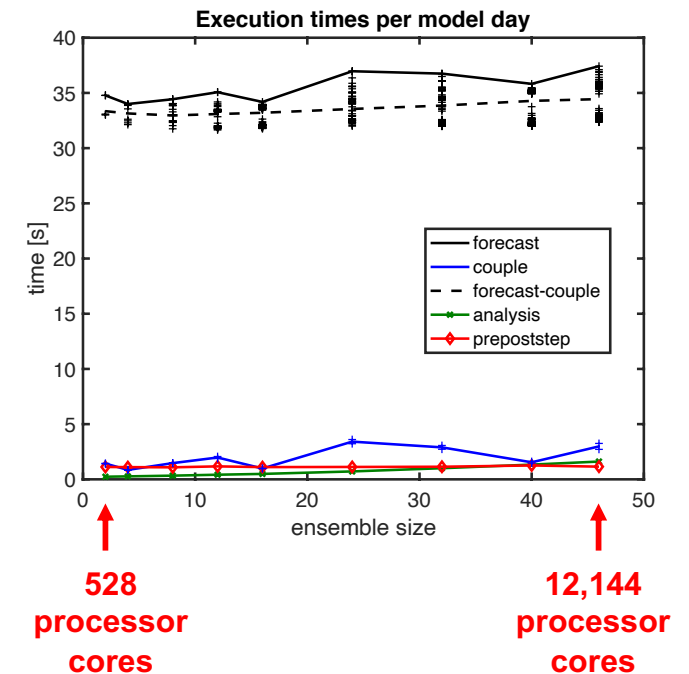 Execution times per model day
40
35
30
25
20
15
10
5
0
time [s]
forecast
couple
forecast-couple
analysis
prepoststep
0 10 20 30 40 50
ensemble size
528
processor
cores
12,144
processor
cores